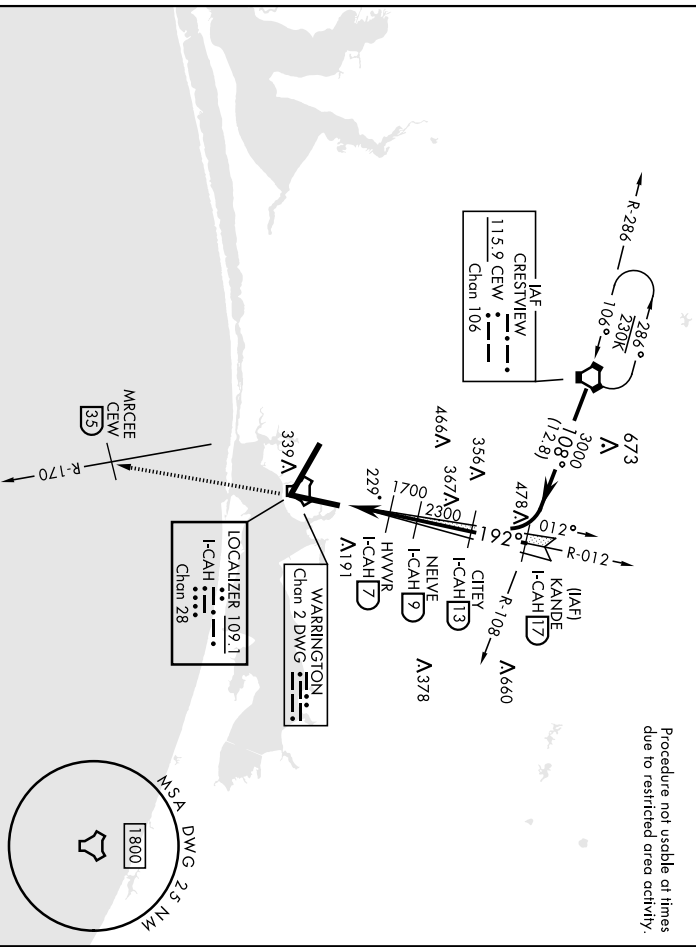 Procedure not usable at times
due to restricted area activity.
R-286
286°
230K
106°
IAF
CRESTVIEW
115.9 CEW
Chan 106
673
3000
108°
(12.8)
478
012°
R-012
(IAF)
KANDE
I-CAH 17
R-108
660
192°
466
356
367
CITEY
I-CAH 13
2300
NELVE
I-CAH 9
378
1700
HVVVR
I-CAH 7
229°
191
339
WARRINGTON
Chan 2 DWG
LOCALIZER 109.1
I-CAH
Chan 28
MRCEE
CEW
35
R-170
MSA DWG 25 NM
1800